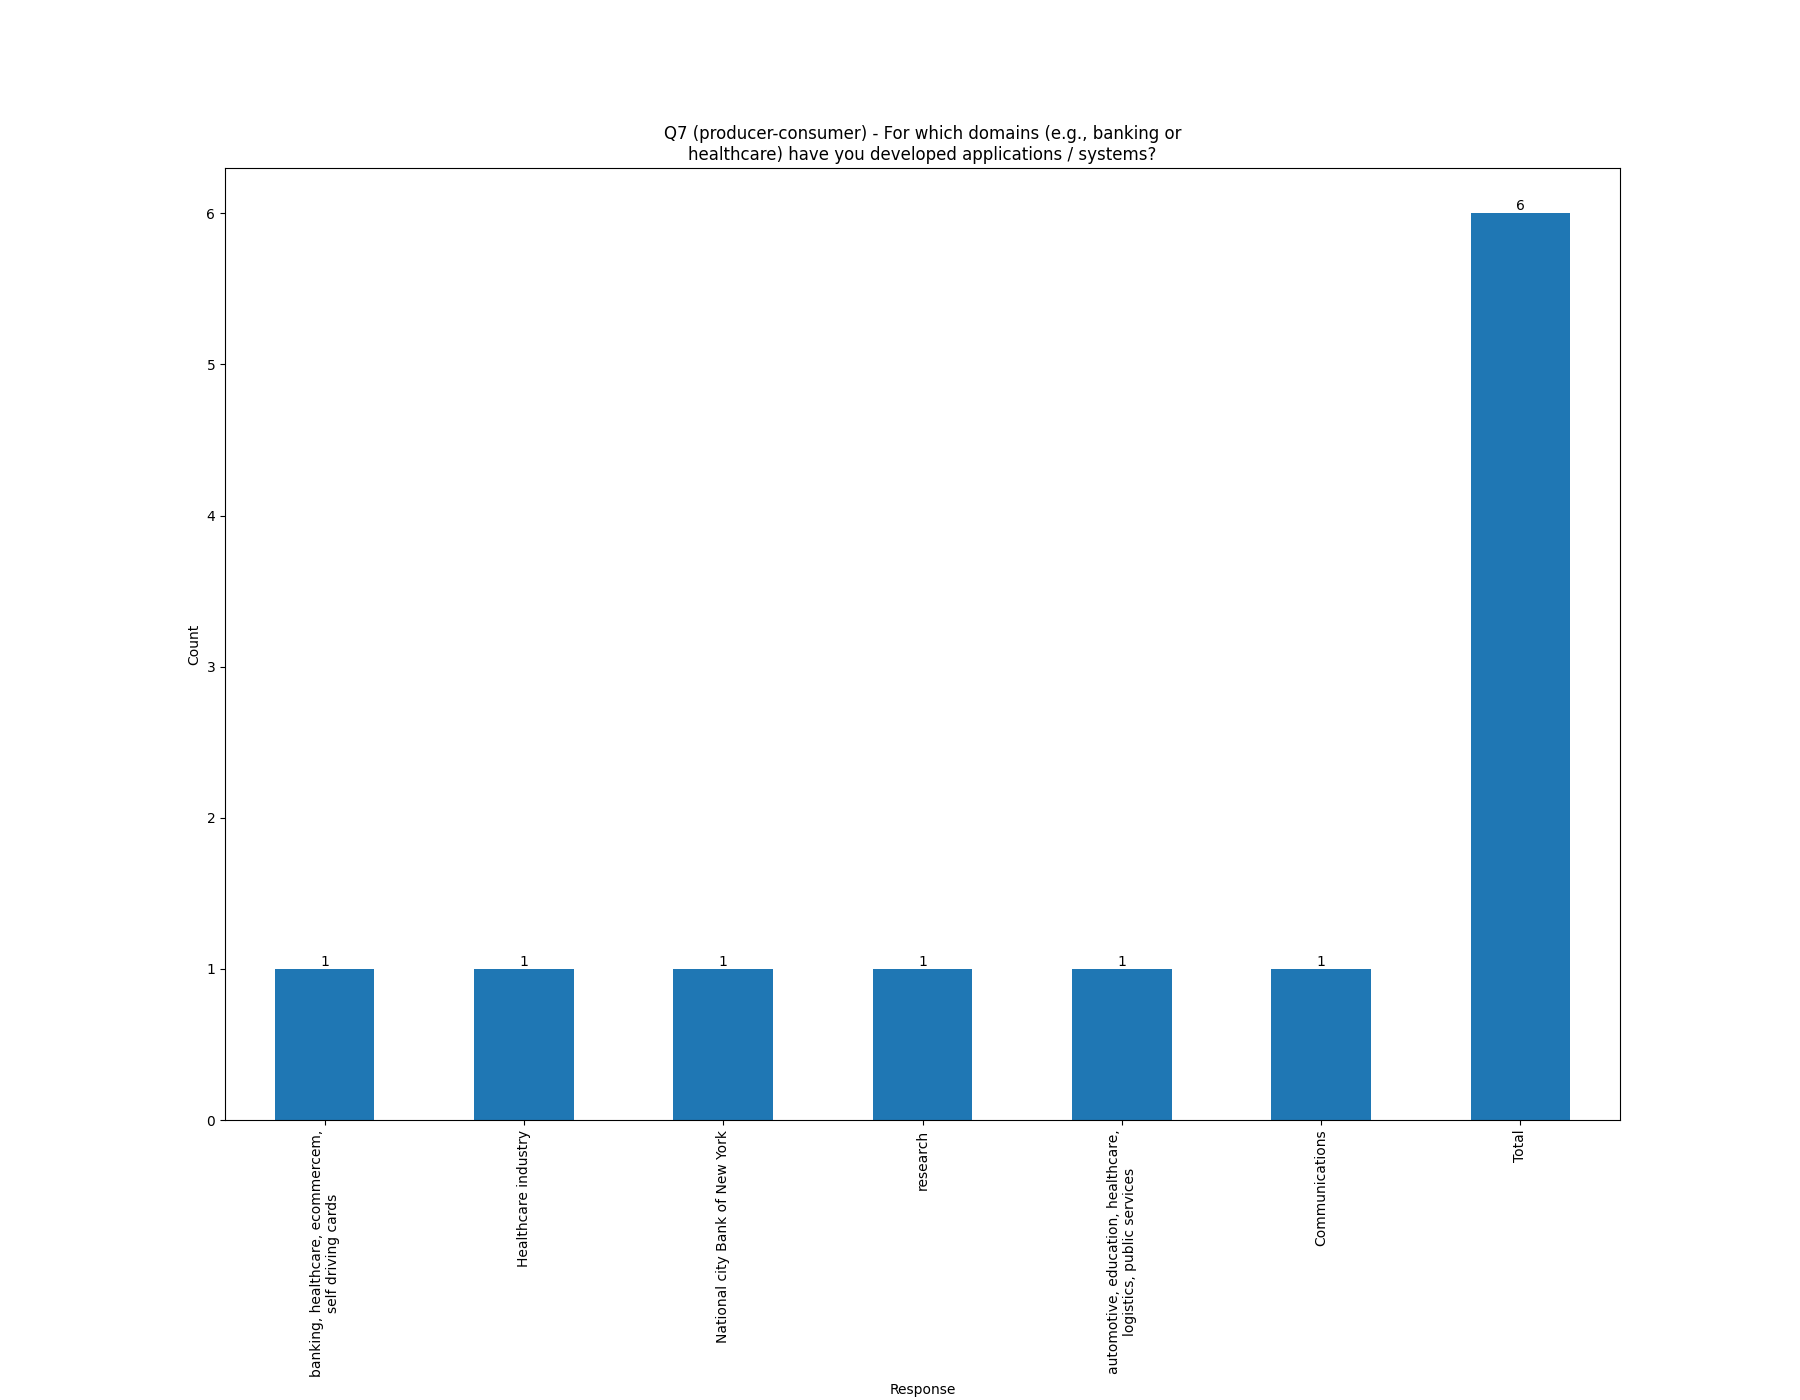 Q7 (producer-consumer) - For which domains (e.g., banking or
healthcare) have you developed applications / systems?
Count
6
5
4
3
2
1
0
1
1
1
1
1
1
6
banking, healthcare, ecommercem,
self driving cards
Healthcare industry
National city Bank of New York
research
automotive, education, healthcare,
logistics, public services
Communications
Total
Response